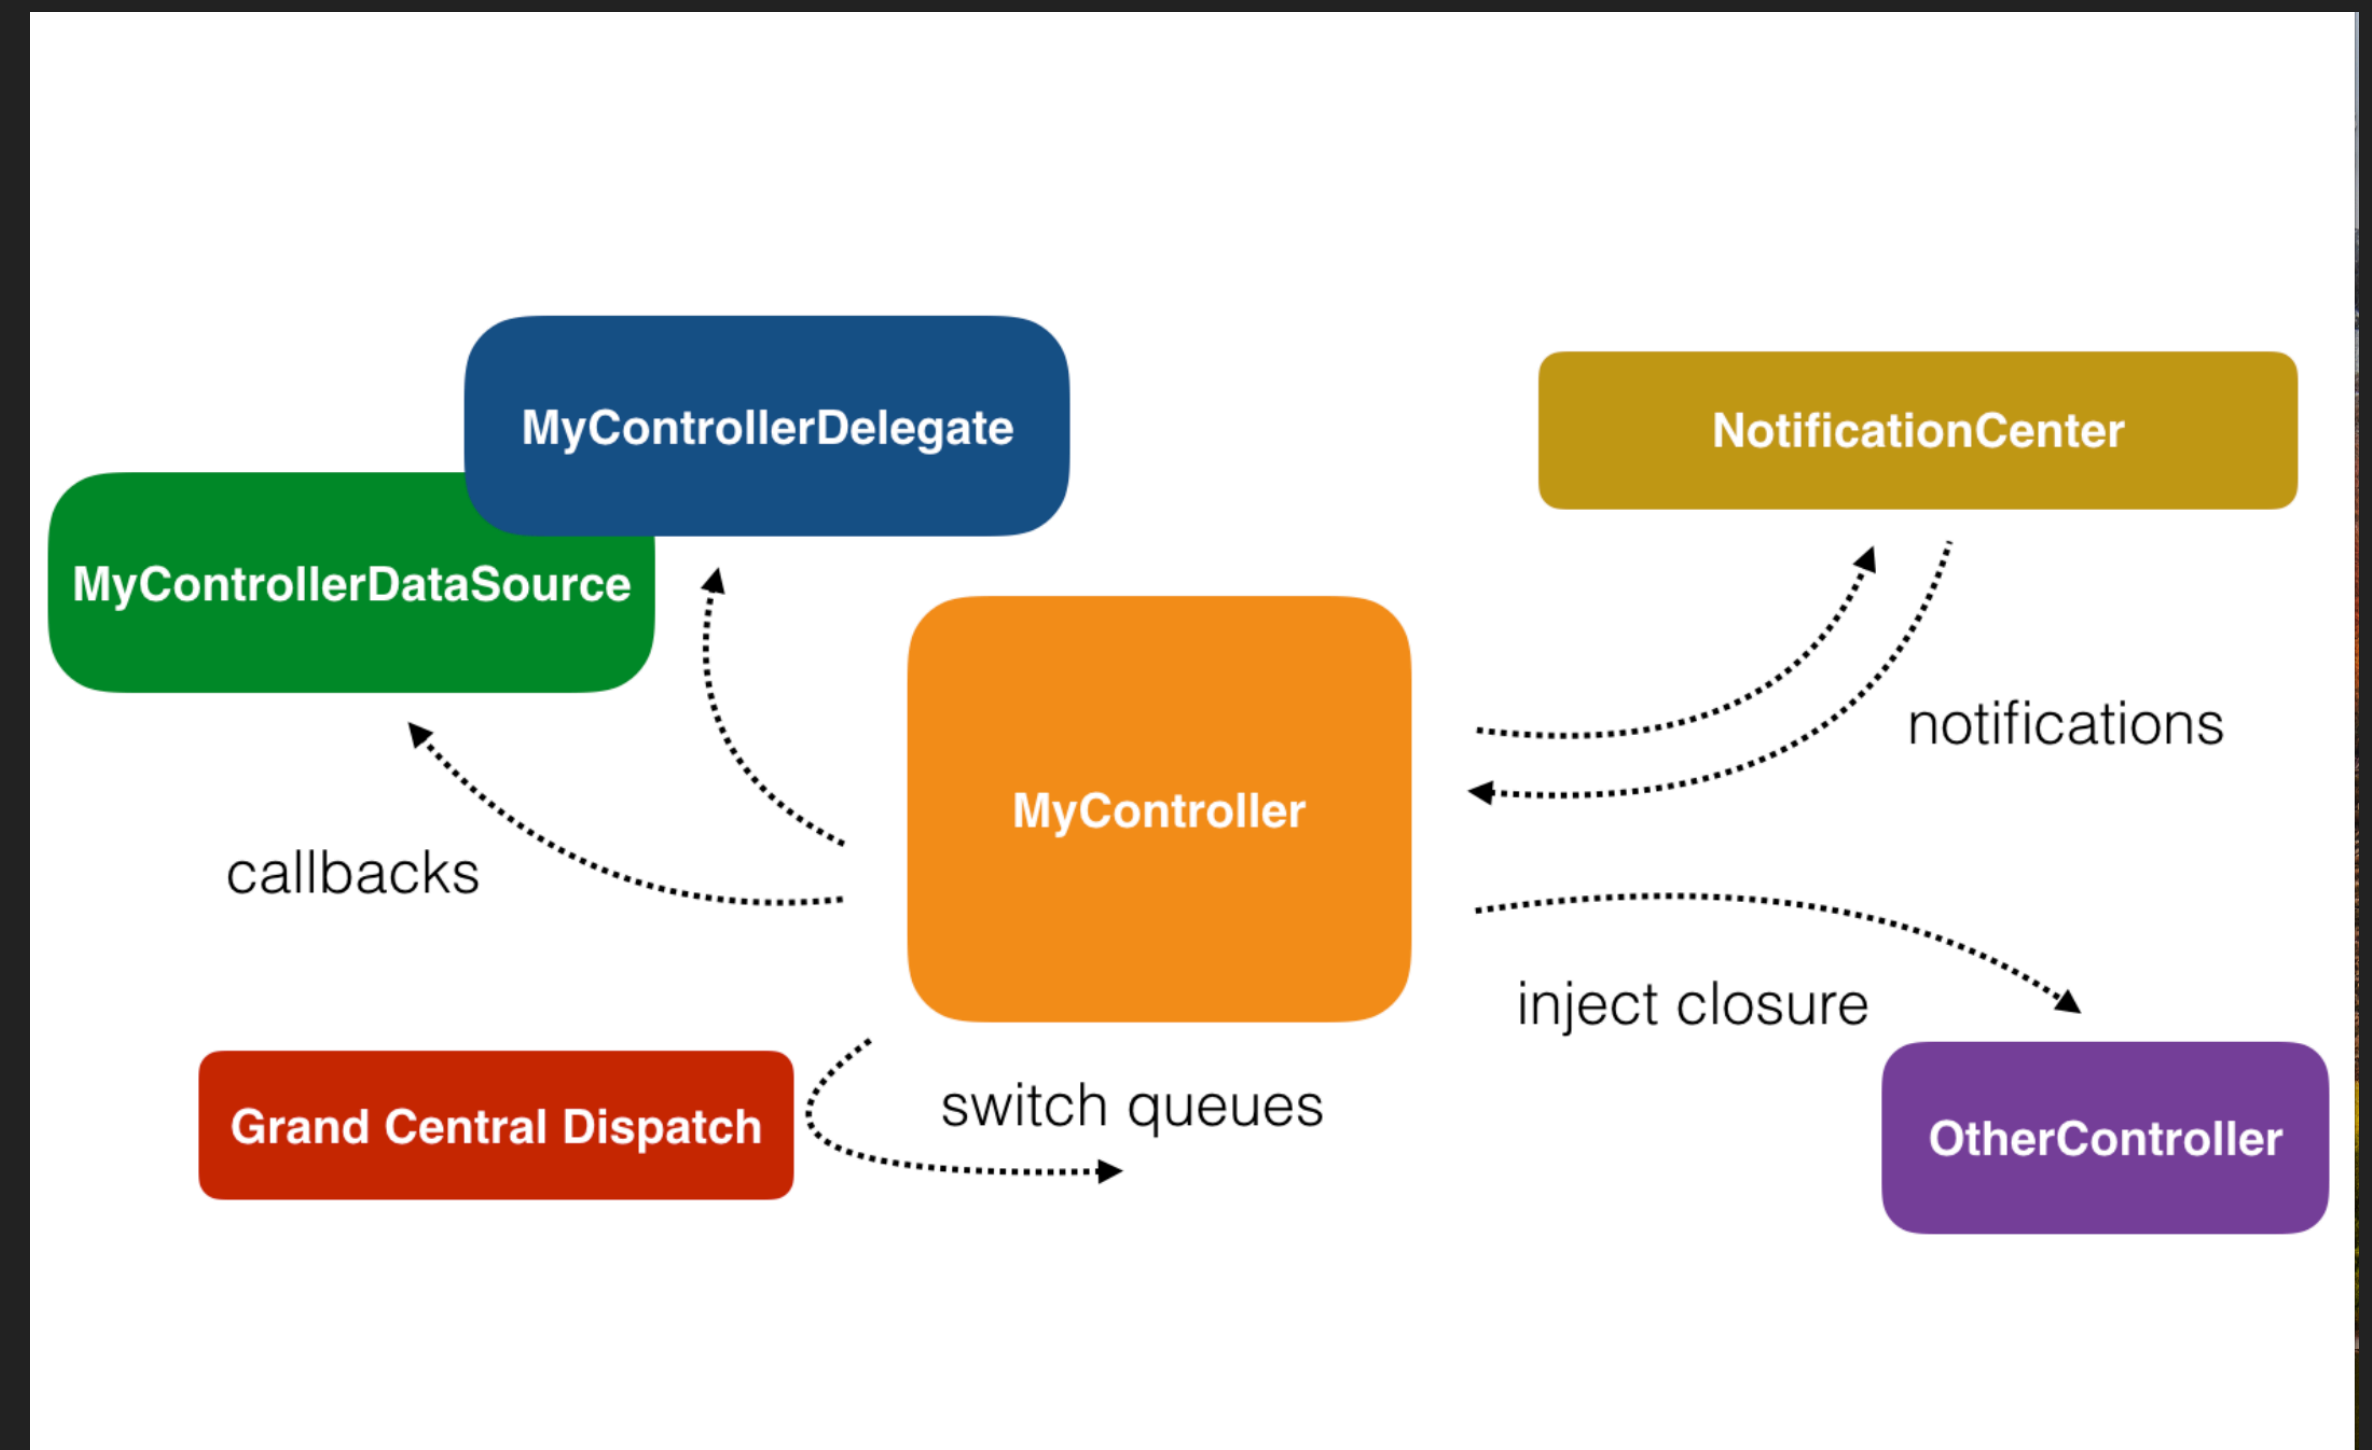 MyControllerDelegate
NotificationCenter
MyControllerDataSource
notifications
MyController
callbacks
inject closure
switch queues
Grand Central Dispatch
OtherController